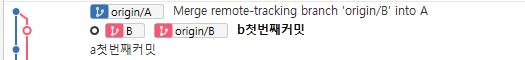 origin/A Merge remote-tracking branch 'origin/B' into A
B origin/B b첫번째커밋
a첫번째커밋